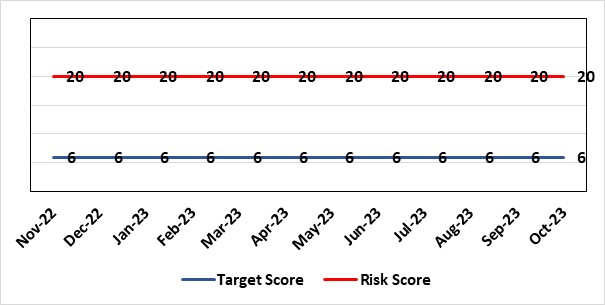 20 20 20 20 20 20 20 20 20 20 20 20
6 6 6 6 6 6 6 6 6 6 6 6
Nov-22 Dec-22 Jan-23 Feb-23 Mar-23 Apr-23 May-23 Jun-23 Jul-23 Aug-23 Sep-23 Oct-23
Target Score Risk Score